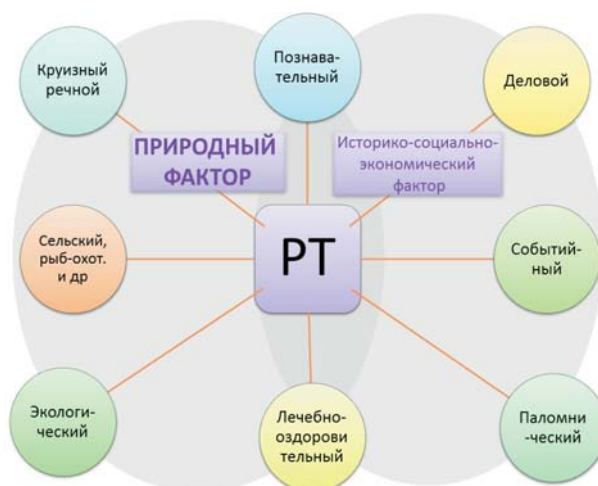 Круизный
речной
Познава-
тельный
Деловой
ПРИРОДНЫЙ
ФАКТОР
Историко-социально-
экономический
фактор
Сельский,
рыб-охот.
и др
РТ
Событий-
ный
Экологи-
ческий
Лечебно-
оздорови
тельный
Паломни
-ческий